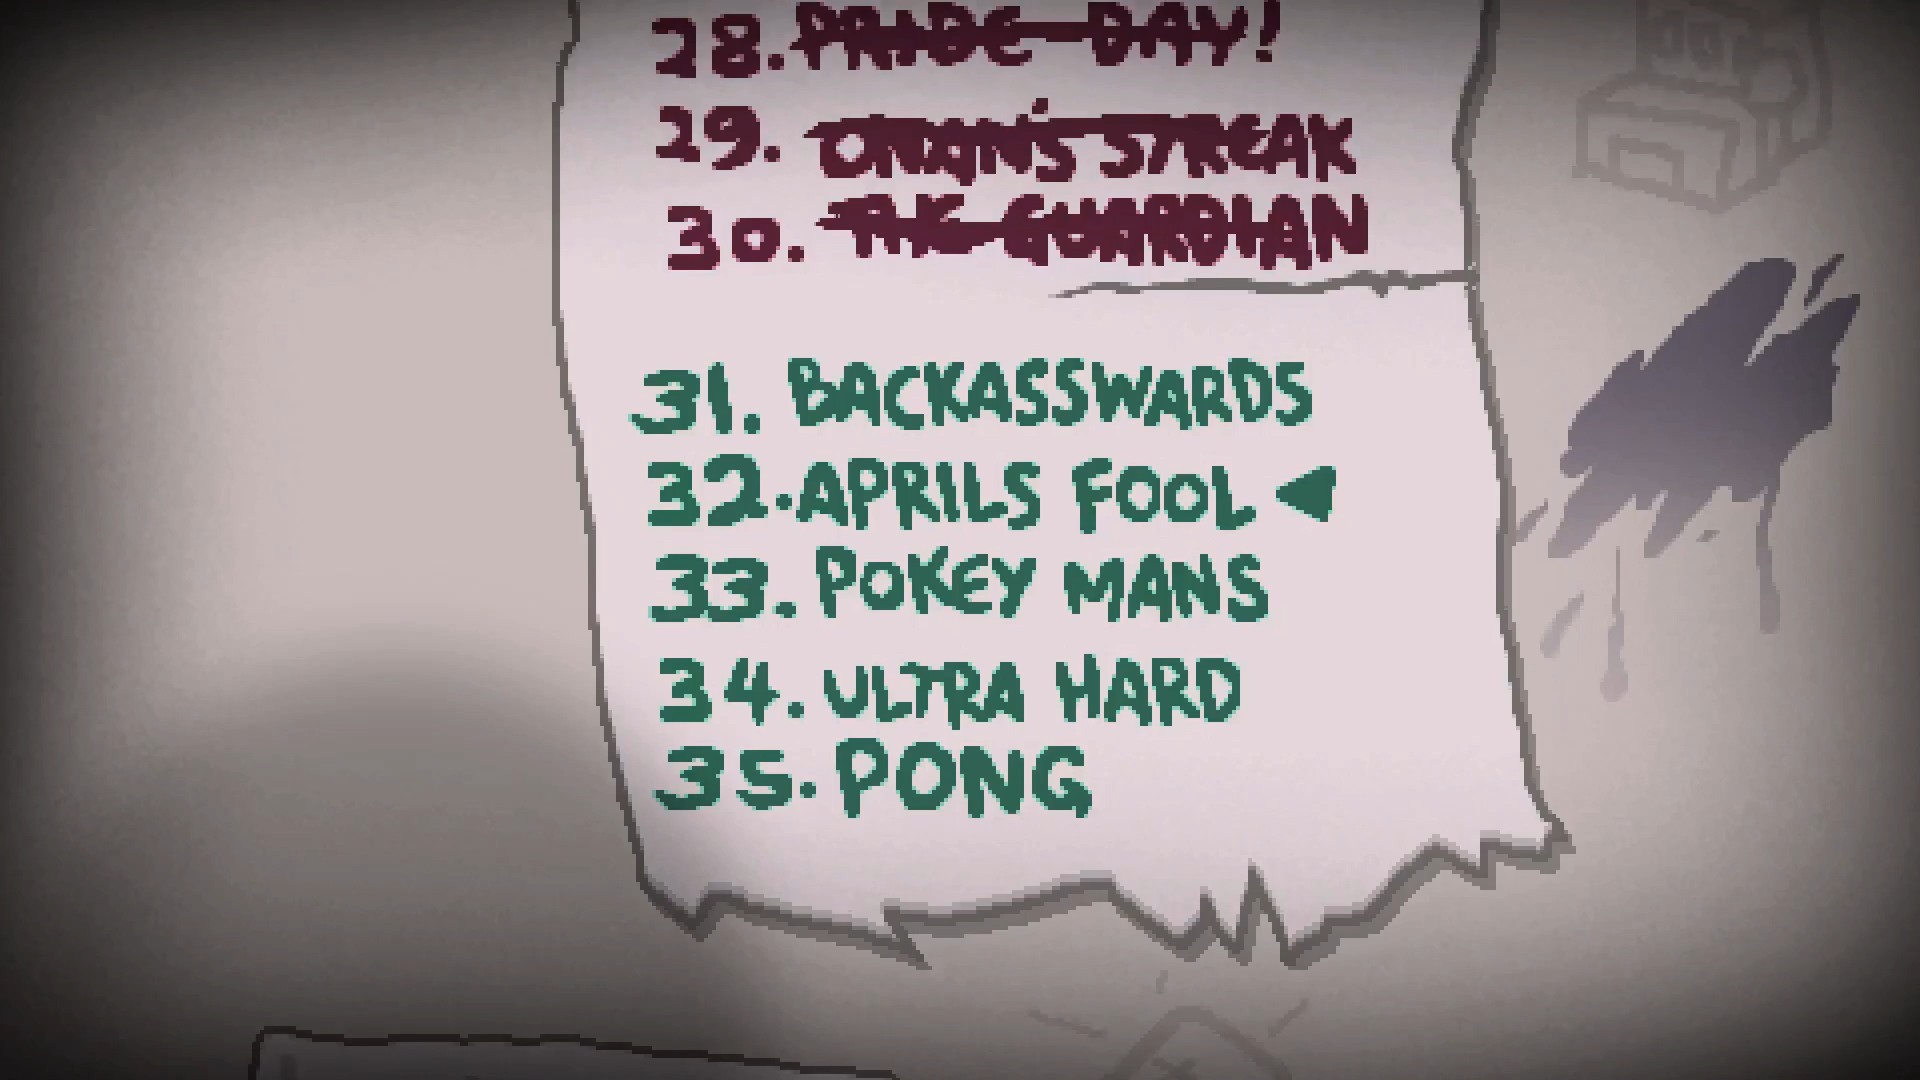 28. PRIDE DAY!
29. ONAN'S STREAK
30. THE GUARDIAN
31. BACKASSWARDS
32. APRILS FOOL
33. POKEY MANS
34. ULTRA HARD
35. PONG